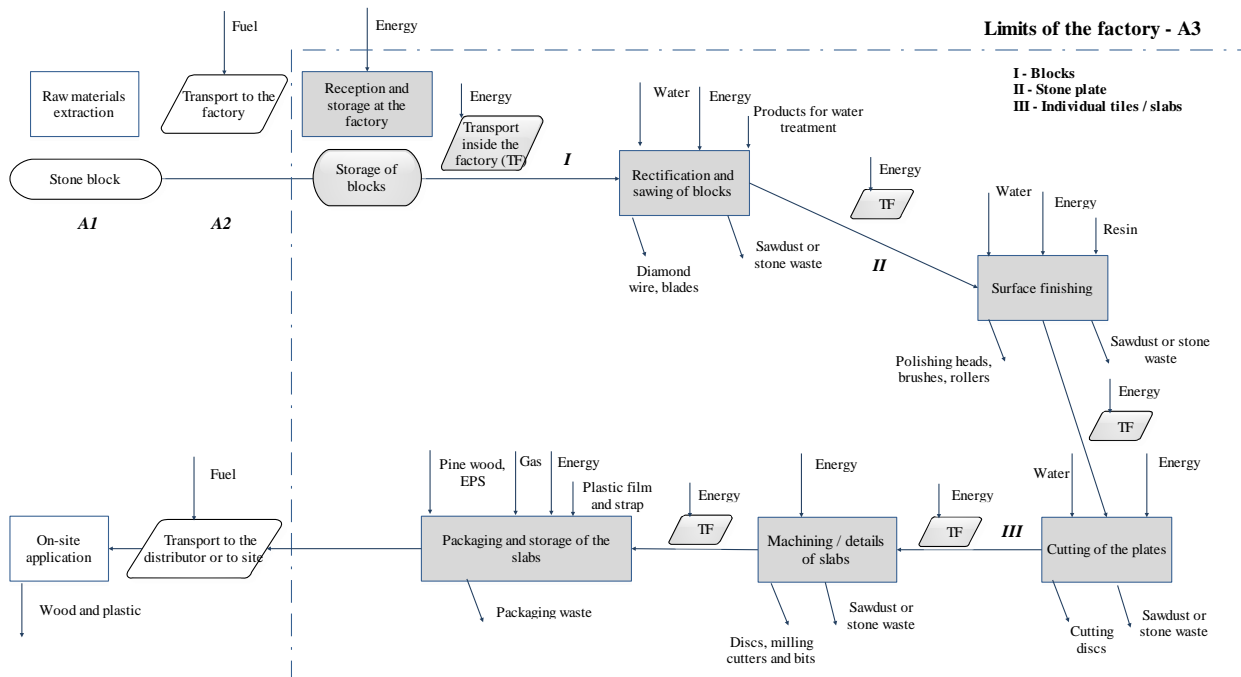 Fuel
Energy
Limits of the factory - A3
I - Blocks
II - Stone plate
III - Individual tiles / slabs
Raw materials
extraction
Transport to the
factory
Reception and
storage at the
factory
Energy
Transport
inside the
factory (TF)
Water
Energy
Products for water
treatment
I
Stone block
Storage of
blocks
Rectification and
sawing of blocks
Energy
TF
A1
A2
Water
Energy
Resin
Diamond
wire, blades
Sawdust or
stone waste
II
Surface finishing
Polishing heads,
brushes, rollers
Sawdust or stone
waste
Energy
TF
Fuel
Pine wood,
EPS
Gas
Energy
Plastic film
and strap
Energy
TF
Energy
Energy
TF
III
Water
Energy
On-site
application
Transport to the
distributor or to site
Packaging and storage of the
slabs
Machining / details
of slabs
Cutting of the plates
Wood and plastic
Packaging waste
Discs, milling
cutters and bits
Sawdust or
stone waste
Cutting
discs
Sawdust or
stone waste